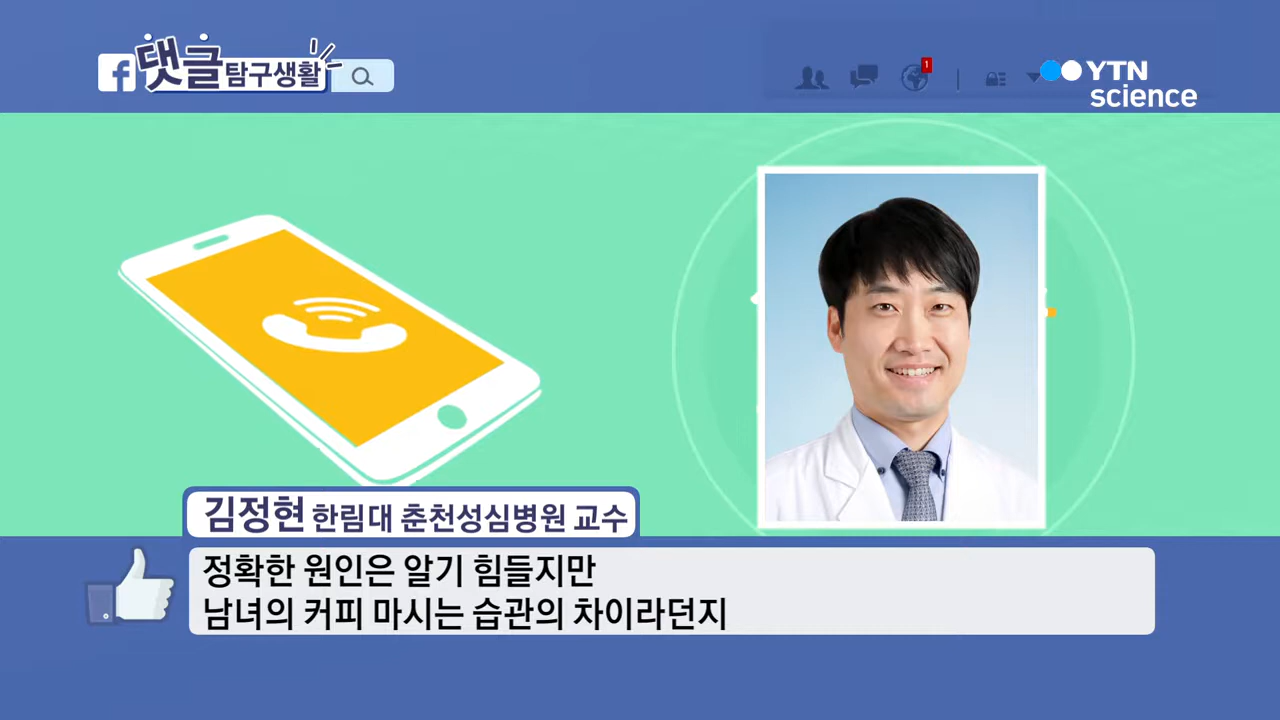 댓글탐구생활
1
YTN
science
김정현 한림대 춘천성심병원 교수
정확한 원인은 알기 힘들지만
남녀의 커피 마시는 습관의 차이라던지